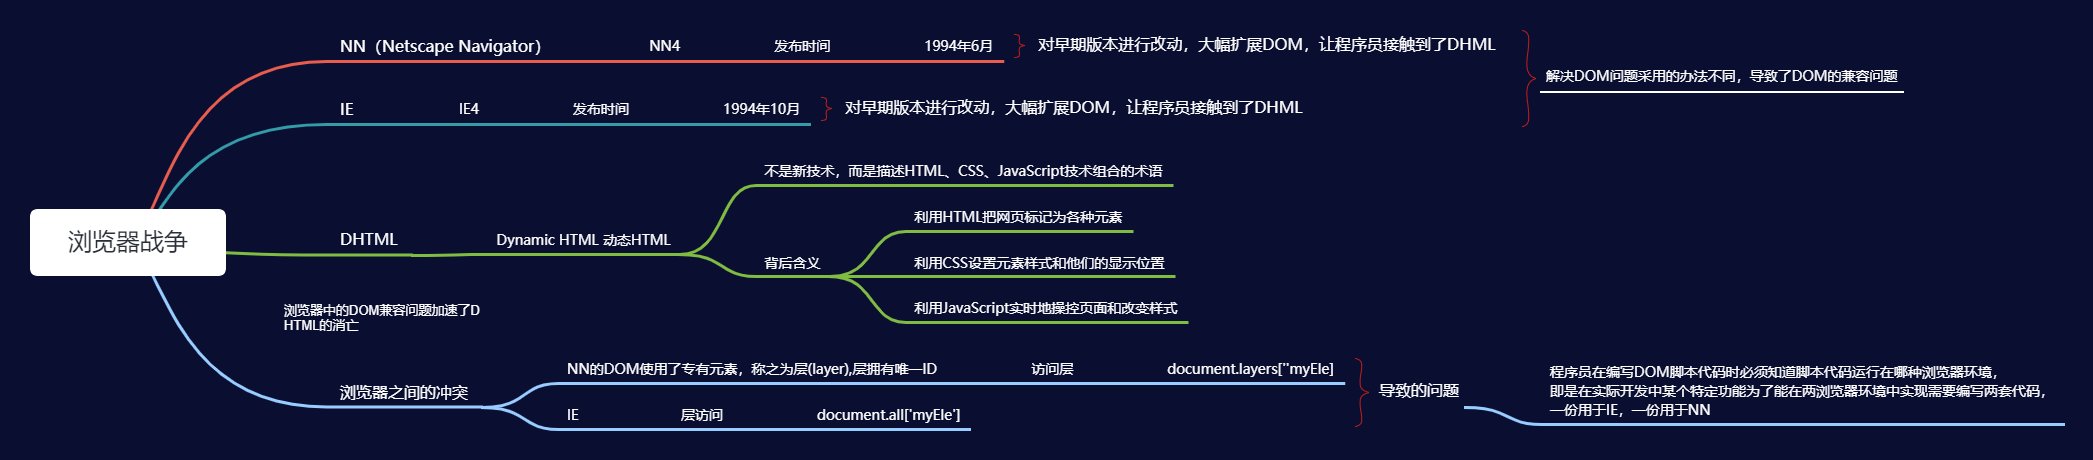 浏览器战争
NN（Netscape Navigator）
NN4
发布时间
1994年6月
对早期版本进行改动，大幅扩展DOM，让程序员接触到了DHML
IE
IE4
发布时间
1994年10月
对早期版本进行改动，大幅扩展DOM，让程序员接触到了DHML
解决DOM问题采用的办法不同，导致了DOM的兼容问题
DHTML
Dynamic HTML 动态HTML
不是新技术，而是描述HTML、CSS、JavaScript技术组合的术语
背后含义
利用HTML把网页标记为各种元素
利用CSS设置元素样式和他们的显示位置
利用JavaScript实时地操控页面和改变样式
浏览器中的DOM兼容问题加速了D
HTML的消亡
浏览器之间的冲突
NN的DOM使用了专有元素，称之为层(layer),层拥有唯一ID
访问层
document.layers["myEle]
IE
层访问
document.all['myEle']
导致的问题
程序员在编写DOM脚本代码时必须知道脚本代码运行在哪种浏览器环境，
即是在实际开发中某个特定功能为了能在两浏览器环境中实现需要编写两套代码，
一份用于IE，一份用于NN